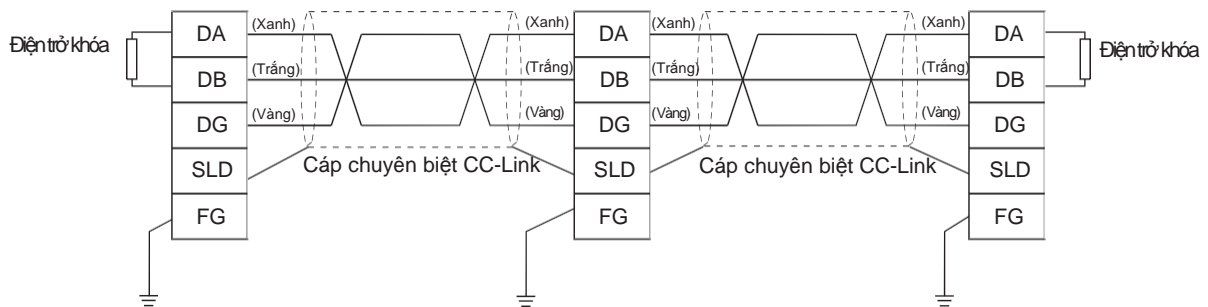 DA (Xanh) (Xanh) DA (Xanh) (Xanh) DA
Điện trở khóa Điện trở khóa
DB (Trắng) (Trắng) DB (Trắng) (Trắng) DB
DG (Vàng) (Vàng) DG (Vàng) (Vàng) DG
SLD Cáp chuyên biệt CC-Link SLD Cáp chuyên biệt CC-Link SLD
FG FG FG